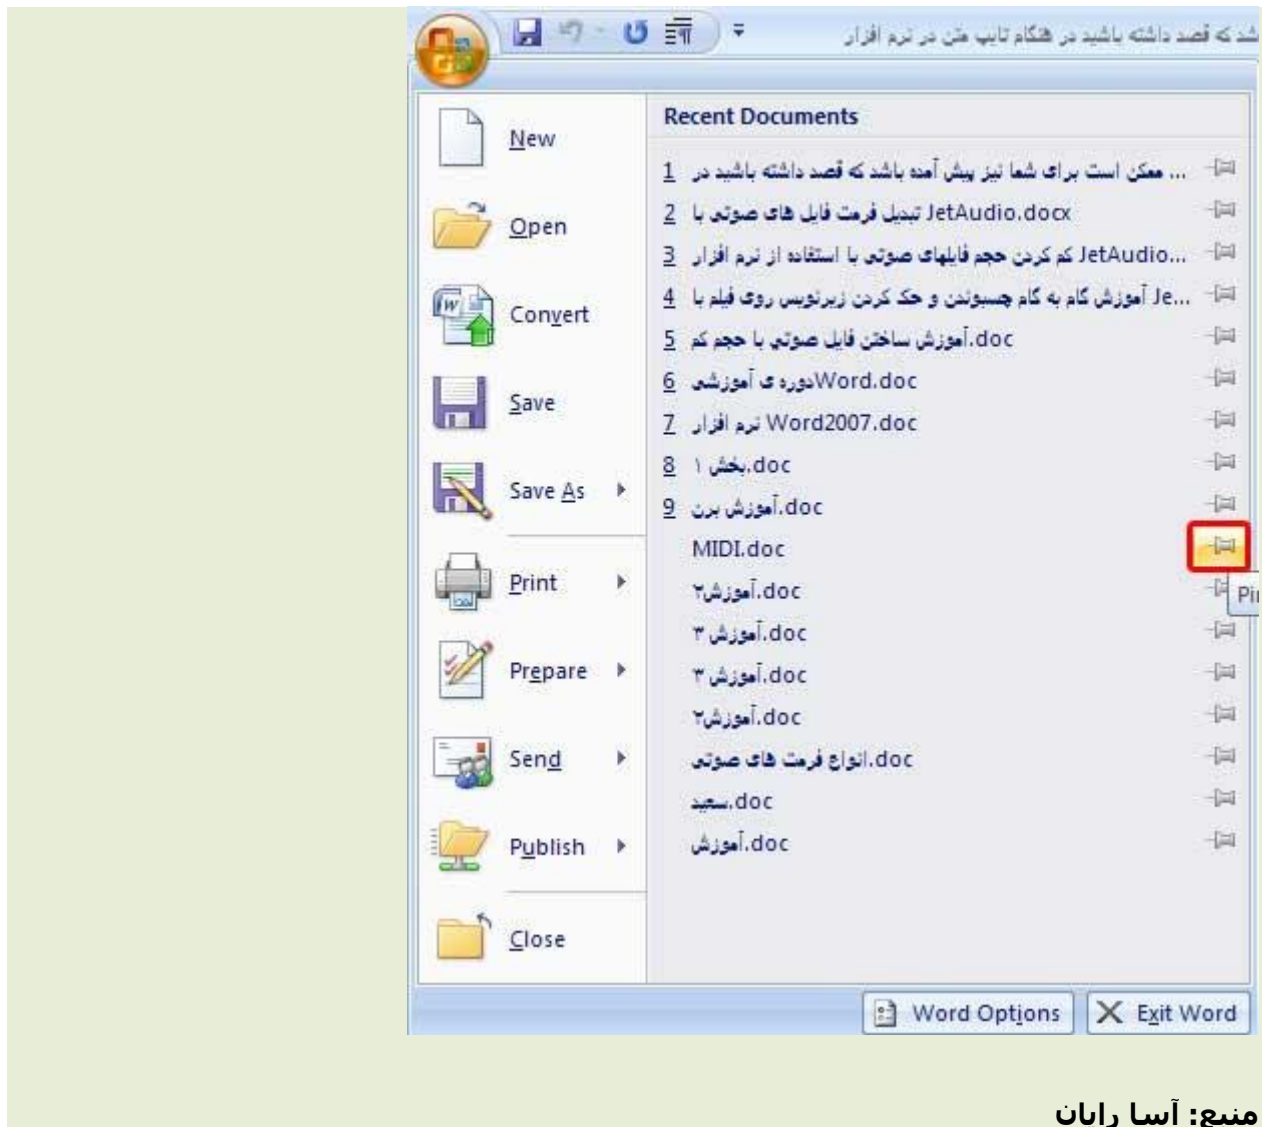 شد که قصد داشته باشید در هنگام تایپ متن در نرم افزار
New
Open
Convert
Save
Save As
Print
Prepare
Send
Publish
Close
Recent Documents
1 ممکن است برای شما نیز پیش آمده باشد که قصد داشته باشید در ...
2 تبدیل فرمت فایل های صوتی با JetAudio.docx
3 کم کردن حجم فایلهای صوتی با استفاده از نرم افزار JetAudio...
4 آموزش گام به گام چسبوندن و حک کردن زیرنویس روی فیلم با Je...
5 آموزش ساختن فایل صوتی با حجم کم.doc
6 دوره ی آموزشی Word.doc
7 نرم افزار Word2007.doc
8 بخش ۱.doc
9 آموزش برن.doc
MIDI.doc
آموزش۲.doc
آموزش ۳.doc
آموزش ۳.doc
آموزش۲.doc
انواع فرمت های صوتی.doc
سعید.doc
آموزش.doc
Pi
Word Options
Exit Word
منبع: آسا رایان